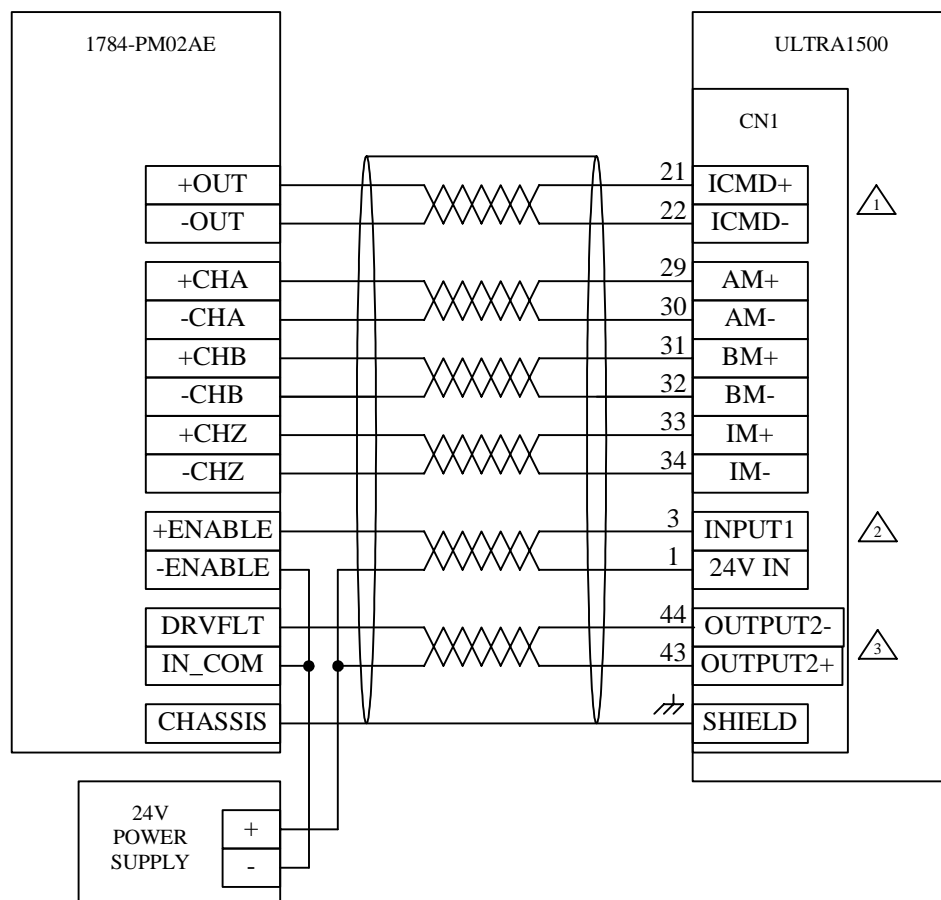 1784-PM02AE
ULTRA1500
CN1
+OUT
21
ICMD+
1
-OUT
22
ICMD-
+CHA
29
AM+
-CHA
30
AM-
+CHB
31
BM+
-CHB
32
BM-
+CHZ
33
IM+
-CHZ
34
IM-
+ENABLE
3
INPUT1
2
-ENABLE
1
24V IN
DRVFLT
44
OUTPUT2-
3
IN_COM
43
OUTPUT2+
CHASSIS
SHIELD
24V
POWER
SUPPLY
+
-